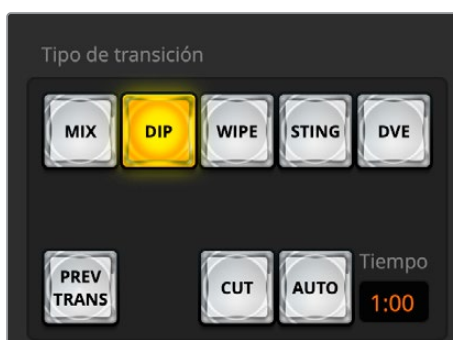 Tipo de transición
MIX DIP WIPE STING DVE
PREV TRANS CUT AUTO Tiempo 1:00